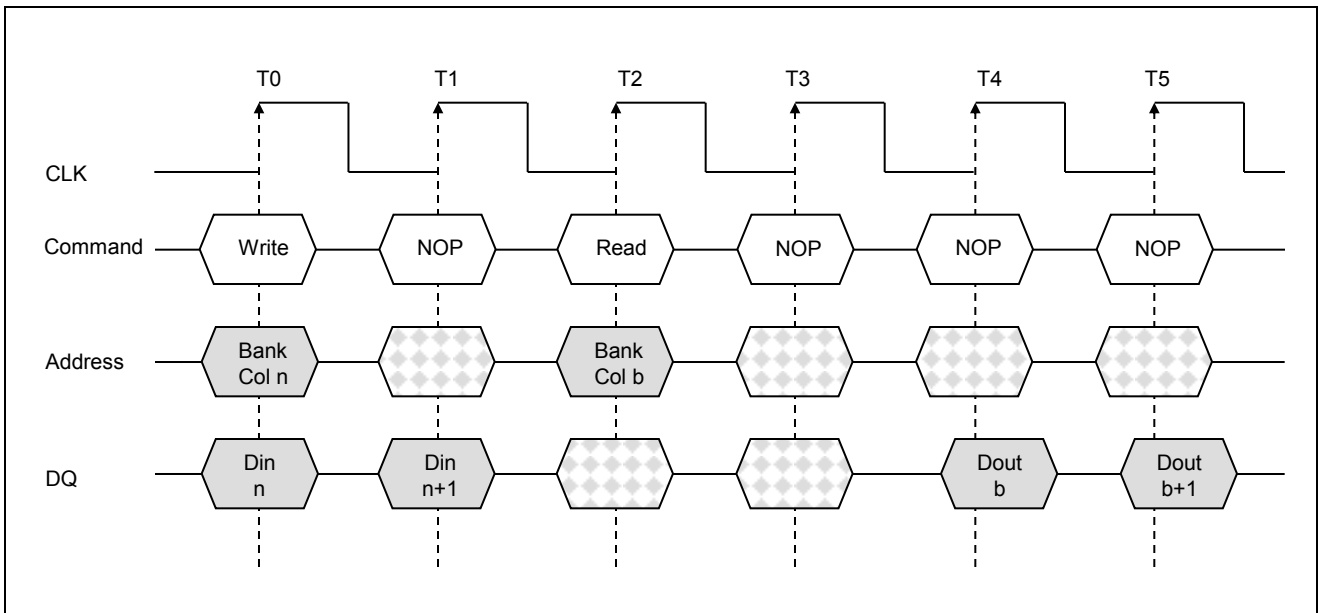 T0 T1 T2 T3 T4 T5
CLK
Command Write NOP Read NOP NOP NOP
Address
Bank
Col n
Bank
Col b
DQ
Din
n
Din
n+1
Dout
b
Dout
b+1